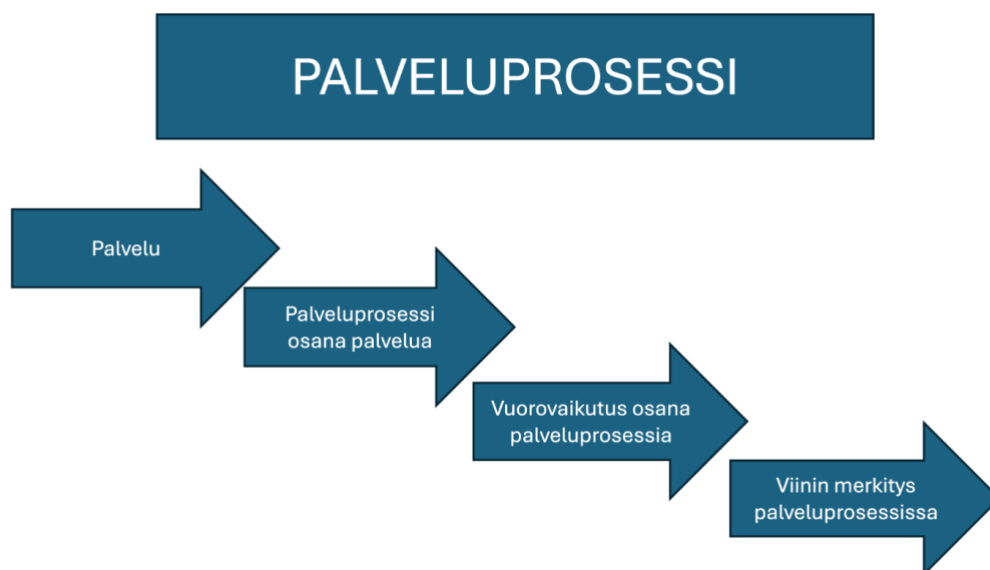 PALVELUPROSESSI
Palvelu
Palveluprosessi
osana palvelua
Vuorovaikutus osana
palveluprosessia
Viinin merkitys
palveluprosessissa